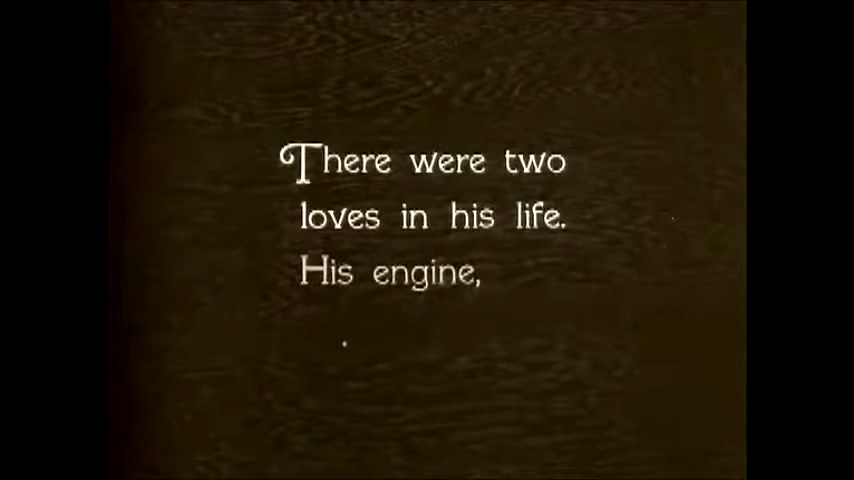 There were two
loves in his life.
His engine,